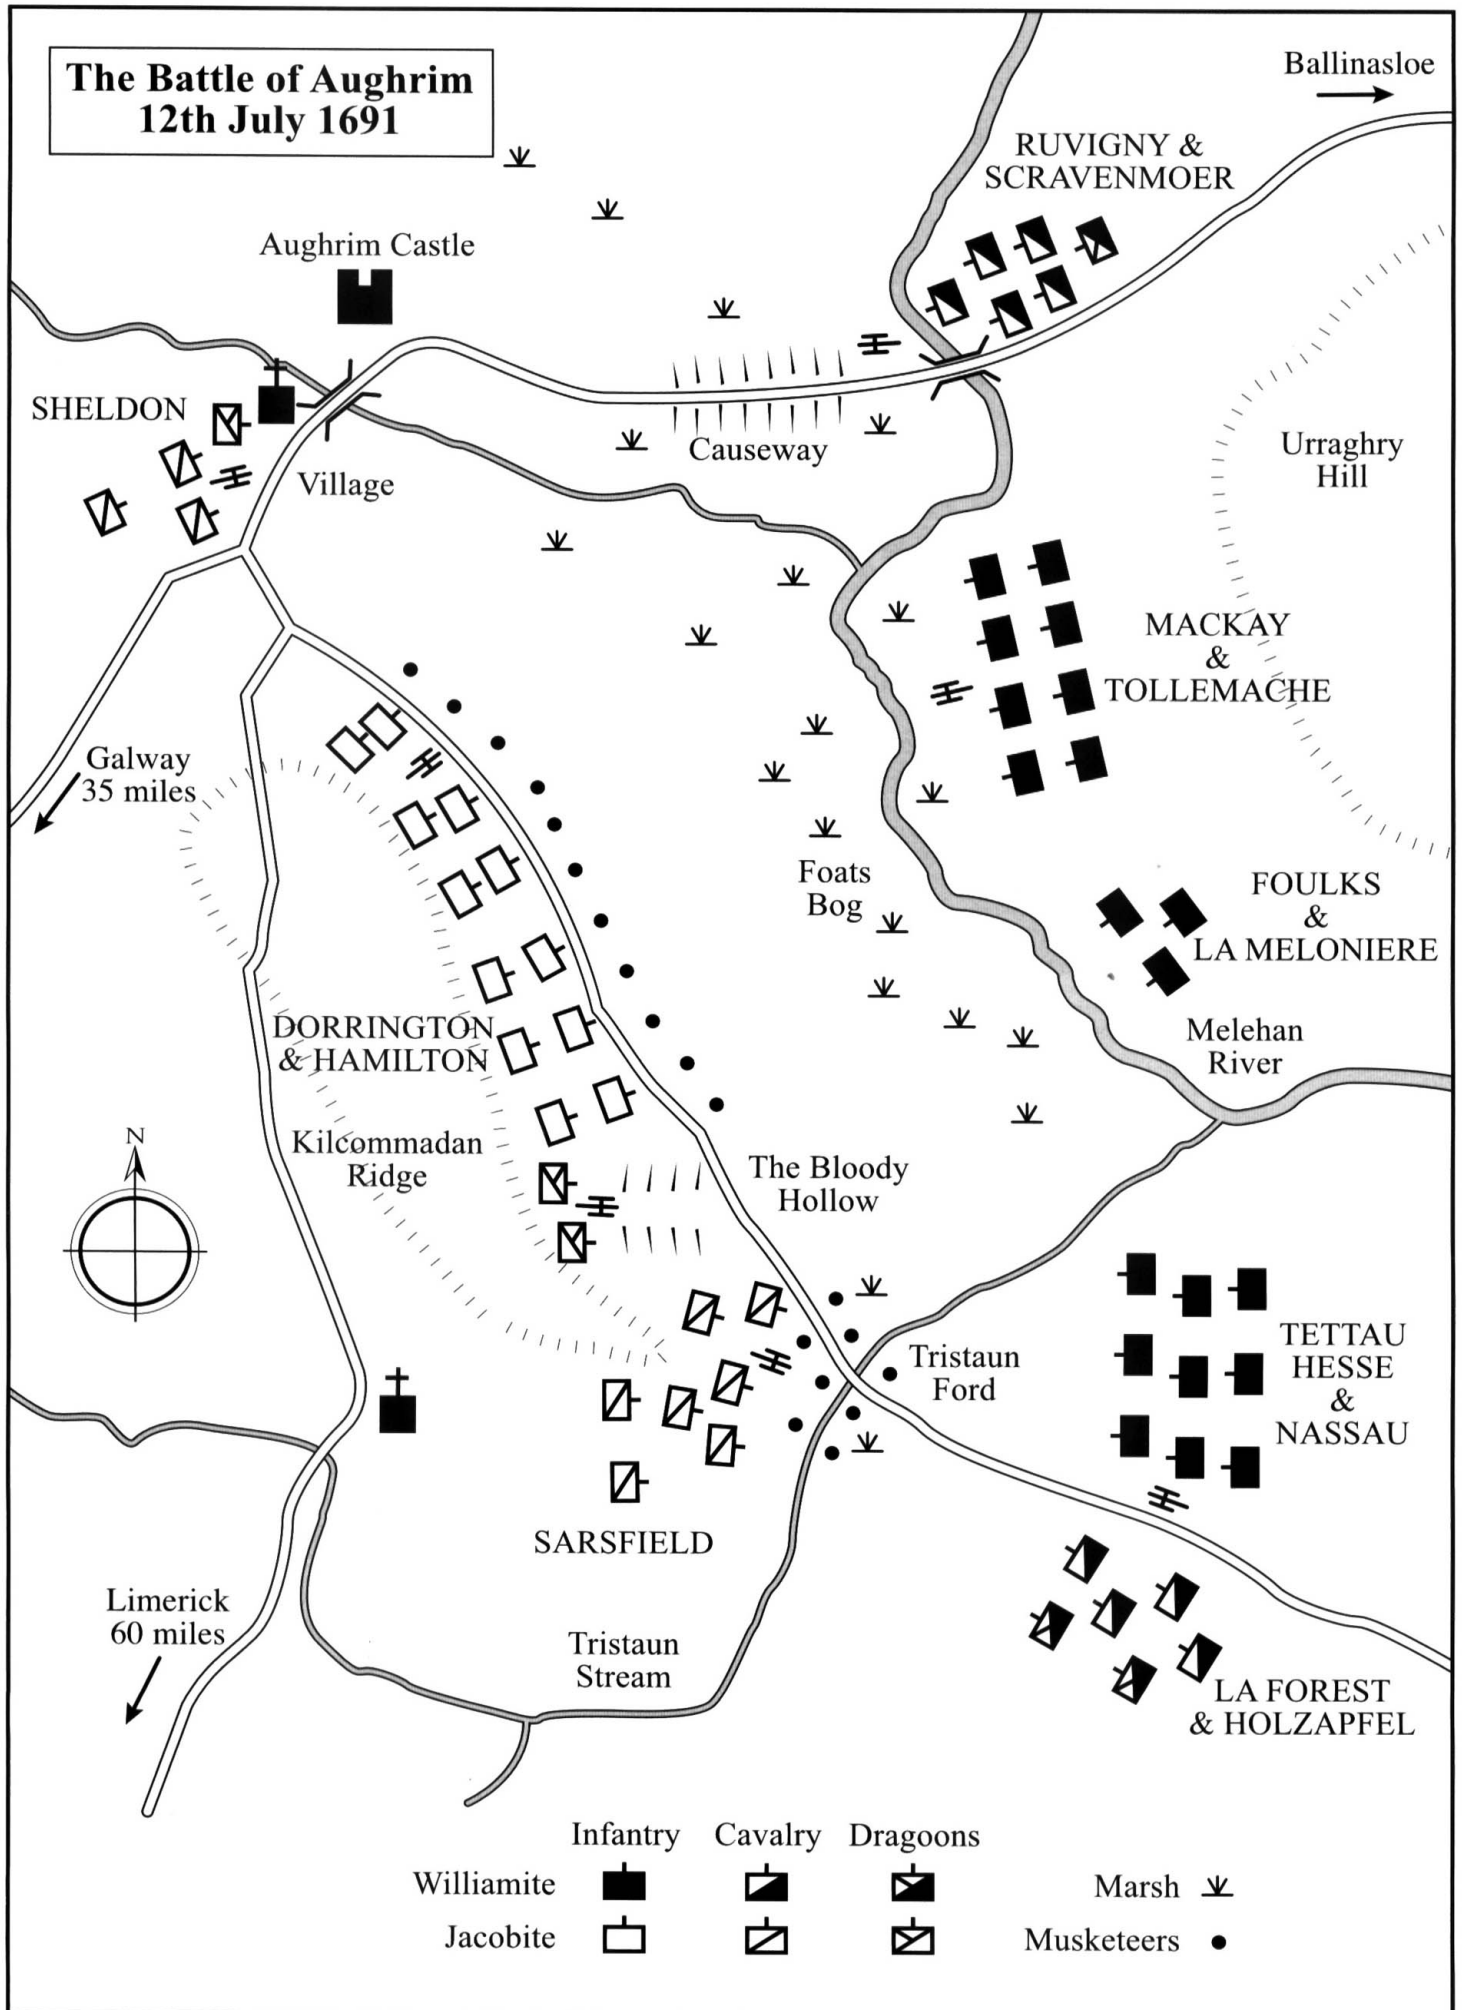 The Battle of Aughrim
12th July 1691
Ballinasloe
RUVIGNY &
SCRAVENMOER
Aughrim Castle
SHELDON
Village
Causeway
Urraghry
Hill
MACKAY
&
TOLLEMACHE
Galway
35 miles
Foats
Bog
FOULKS
&
LA MELONIERE
DORRINGTON
& HAMILTON
Melehan
River
N
Kilcommadan
Ridge
The Bloody
Hollow
Tristaun
Ford
TETTAU
HESSE
&
NASSAU
SARSFIELD
Limerick
60 miles
Tristaun
Stream
LA FOREST
& HOLZAPFEL
Infantry Cavalry Dragoons
Williamite Marsh
Jacobite Musketeers